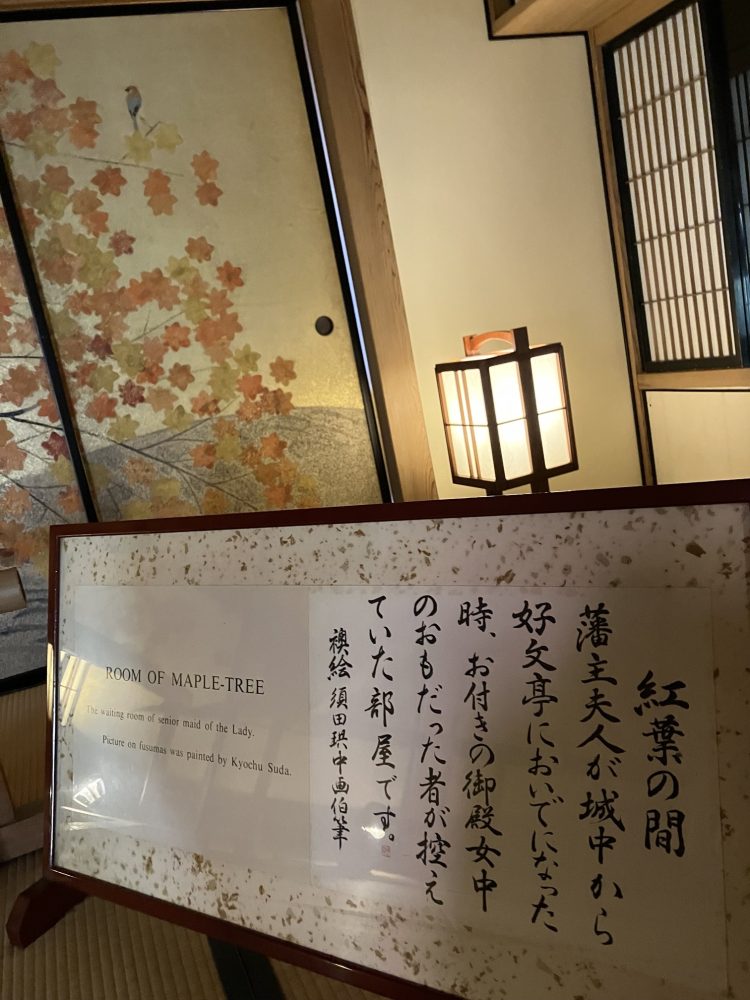 紅葉の間
藩主夫人が城中から
好文亭においでになった
時、お付きの御殿女中
のおもだった者が控え
ていた部屋です。
襖絵 須田珙中画伯筆
ROOM OF MAPLE-TREE
The waiting room of senior maid of the Lady.
Picture on fusumas was painted by Kyochu Suda.